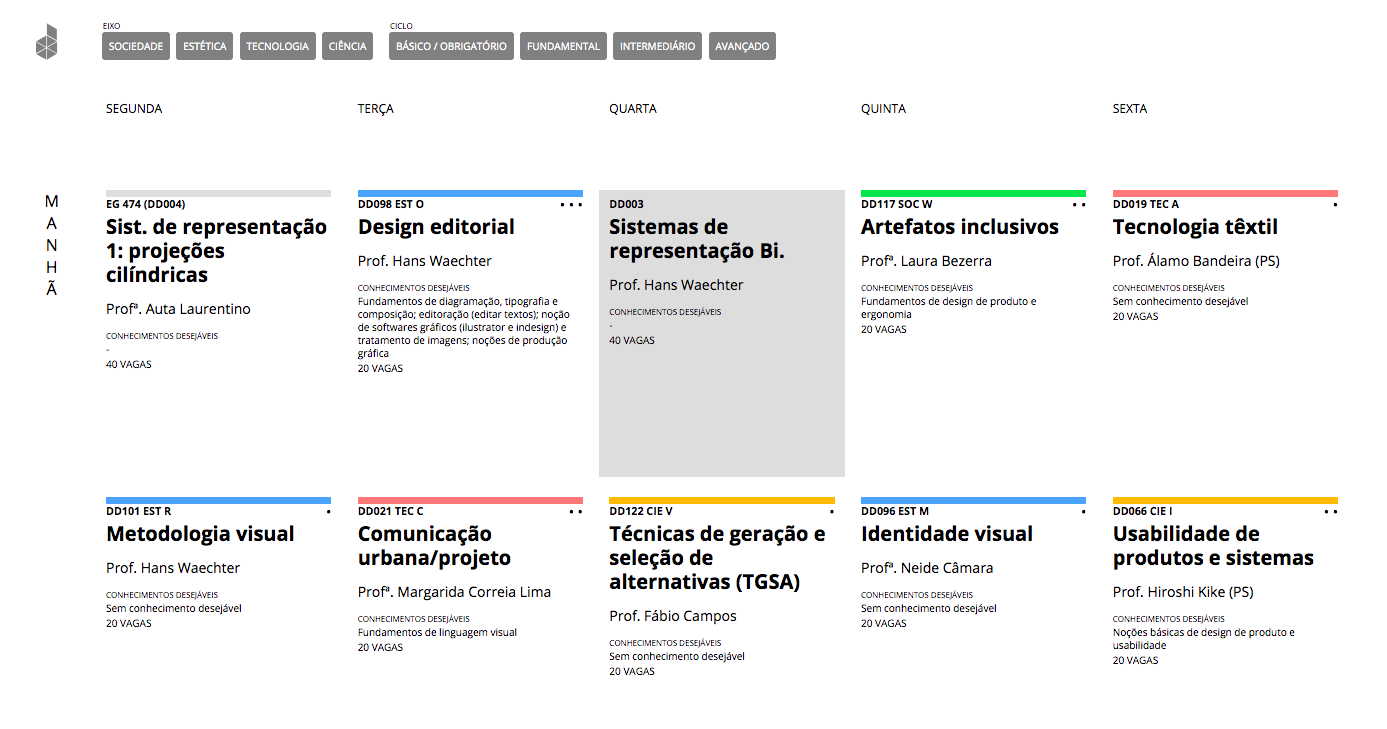 EIXO
SOCIEDADE
ESTÉTICA
TECNOLOGIA
CIÊNCIA
CICLO
BÁSICO / OBRIGATÓRIO
FUNDAMENTAL
INTERMEDIÁRIO
AVANÇADO
SEGUNDA
TERÇA
QUARTA
QUINTA
SEXTA
M
A
N
H
Ã
EG 474 (DD004)
Sist. de representação
1: projeções
cilíndricas
Profª. Auta Laurentino
CONHECIMENTOS DESEJÁVEIS
-
40 VAGAS
DD098 EST O
• • •
Design editorial
Prof. Hans Waechter
CONHECIMENTOS DESEJÁVEIS
Fundamentos de diagramação, tipografia e
composição; editoração (editar textos); noção
de softwares gráficos (ilustrator e indesign) e
tratamento de imagens; noções de produção
gráfica
20 VAGAS
DD003
Sistemas de
representação Bi.
Prof. Hans Waechter
CONHECIMENTOS DESEJÁVEIS
-
40 VAGAS
DD117 SOC W
• •
Artefatos inclusivos
Profª. Laura Bezerra
CONHECIMENTOS DESEJÁVEIS
Fundamentos de design de produto e
ergonomia
20 VAGAS
DD019 TEC A
•
Tecnologia têxtil
Prof. Álamo Bandeira (PS)
CONHECIMENTOS DESEJÁVEIS
Sem conhecimento desejável
20 VAGAS
DD101 EST R
•
Metodologia visual
Prof. Hans Waechter
CONHECIMENTOS DESEJÁVEIS
Sem conhecimento desejável
20 VAGAS
DD021 TEC C
• •
Comunicação
urbana/projeto
Profª. Margarida Correia Lima
CONHECIMENTOS DESEJÁVEIS
Fundamentos de linguagem visual
20 VAGAS
DD122 CIE V
•
Técnicas de geração e
seleção de
alternativas (TGSA)
Prof. Fábio Campos
CONHECIMENTOS DESEJÁVEIS
Sem conhecimento desejável
20 VAGAS
DD096 EST M
•
Identidade visual
Profª. Neide Câmara
CONHECIMENTOS DESEJÁVEIS
Sem conhecimento desejável
20 VAGAS
DD066 CIE I
• •
Usabilidade de
produtos e sistemas
Prof. Hiroshi Kike (PS)
CONHECIMENTOS DESEJÁVEIS
Noções básicas de design de produto e
usabilidade
20 VAGAS